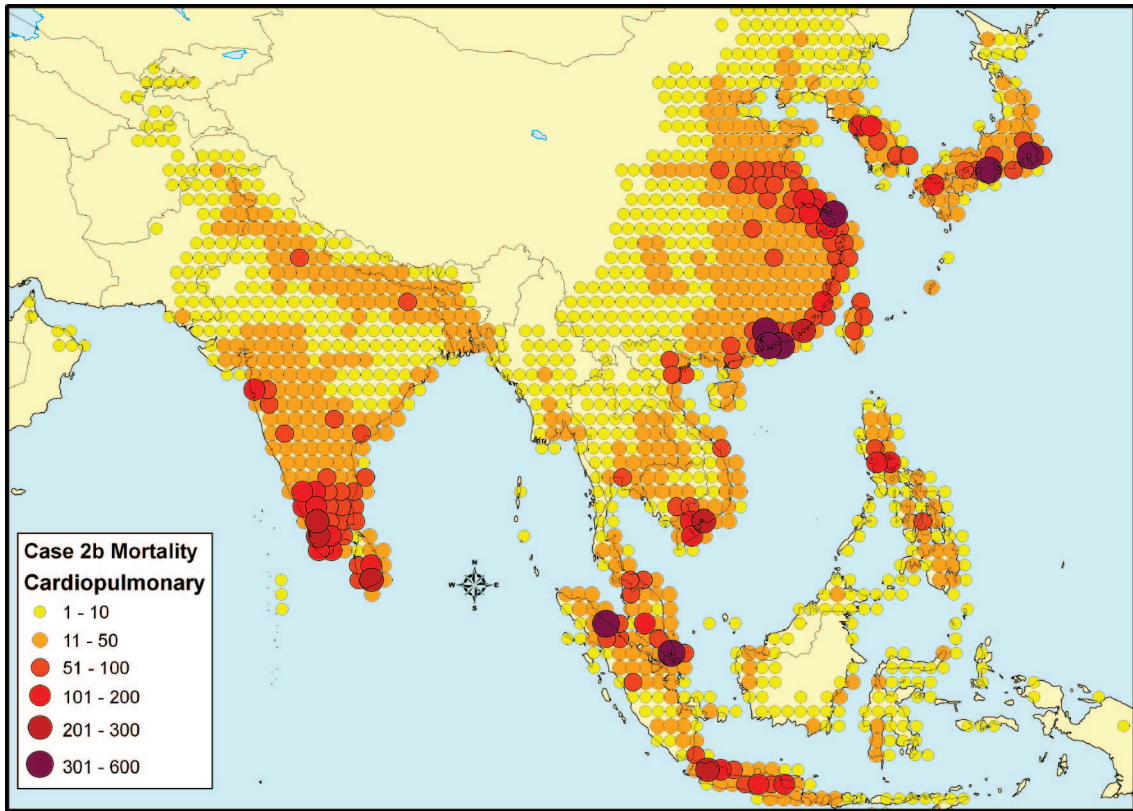 N
W E
S
Case 2b Mortality
Cardiopulmonary
1 - 10
11 - 50
51 - 100
101 - 200
201 - 300
301 - 600